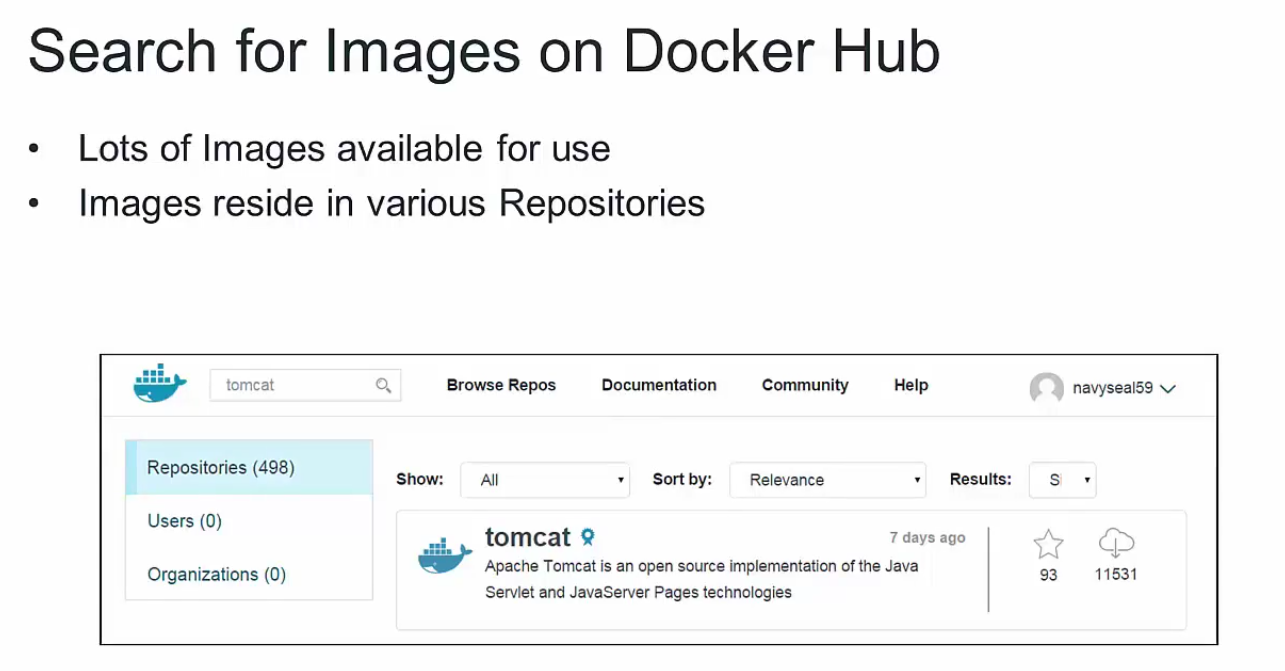 Search for Images on Docker Hub
• Lots of Images available for use
• Images reside in various Repositories
tomcat Browse Repos Documentation Community Help navyseal59
Repositories (498)
Users (0)
Organizations (0)
Show: All Sort by: Relevance Results:
tomcat 7 days ago
Apache Tomcat is an open source implementation of the Java
Servlet and JavaServer Pages technologies
93 11531